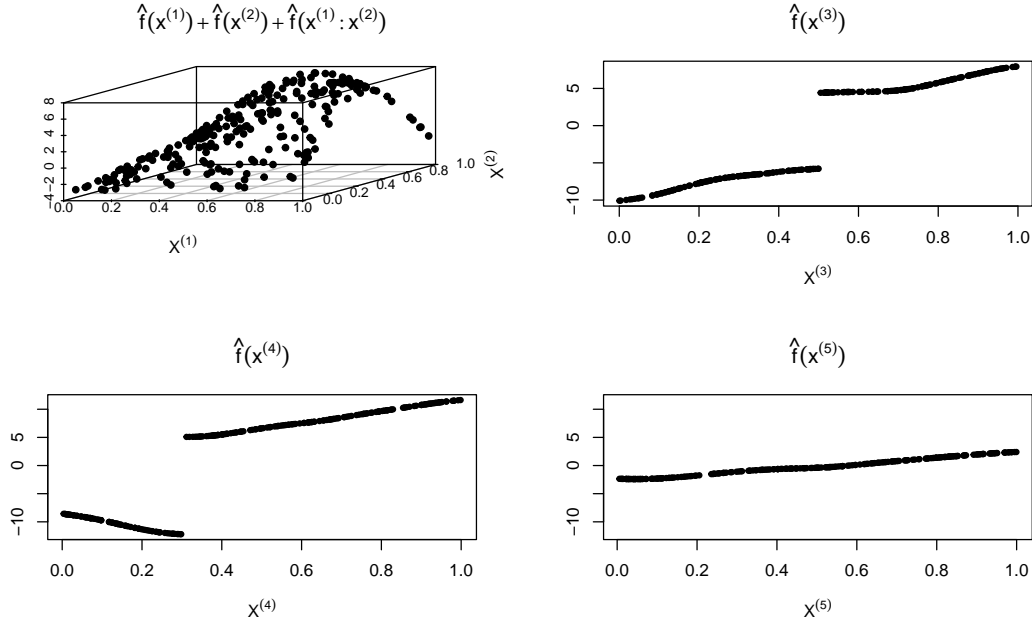 f̂(x⁽¹⁾) + f̂(x⁽²⁾) + f̂(x⁽¹⁾ : x⁽²⁾)
8
6
4
2
0
−2
−4
0.0 0.2 0.4 0.6 0.8 1.0
0.0 0.2 0.4 0.6 0.8 1.0
X⁽¹⁾
X⁽²⁾
f̂(x⁽³⁾)
5
0
−10
0.0 0.2 0.4 0.6 0.8 1.0
X⁽³⁾
f̂(x⁽⁴⁾)
5
0
−10
0.0 0.2 0.4 0.6 0.8 1.0
X⁽⁴⁾
f̂(x⁽⁵⁾)
5
0
−10
0.0 0.2 0.4 0.6 0.8 1.0
X⁽⁵⁾